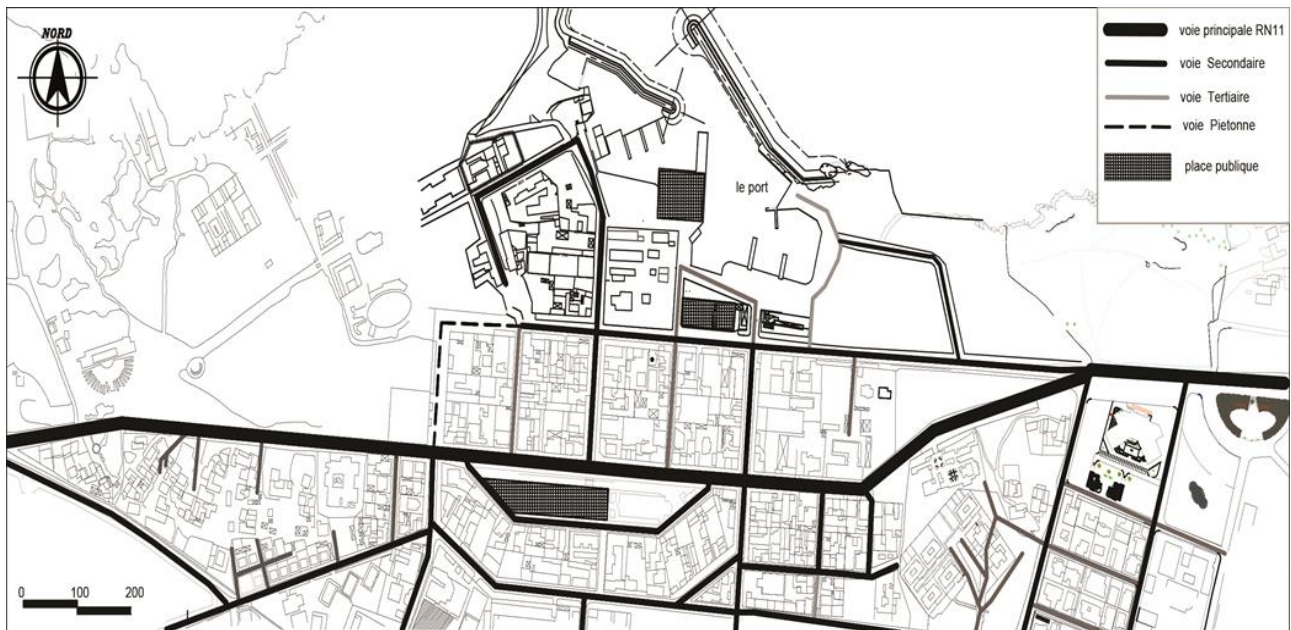 NORD
voie principale RN11
voie Secondaire
voie Tertiaire
voie Pietonne
place publique
le port
0 100 200